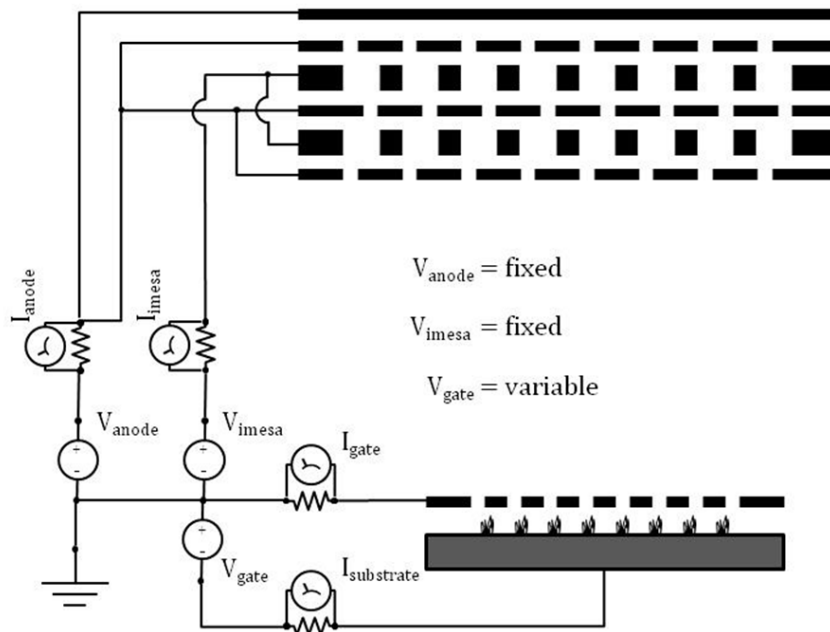 I_anode
I_imesa
V_anode = fixed
V_imesa = fixed
V_gate = variable
V_anode
V_imesa
I_gate
V_gate
I_substrate
+
-
+
-
+
-